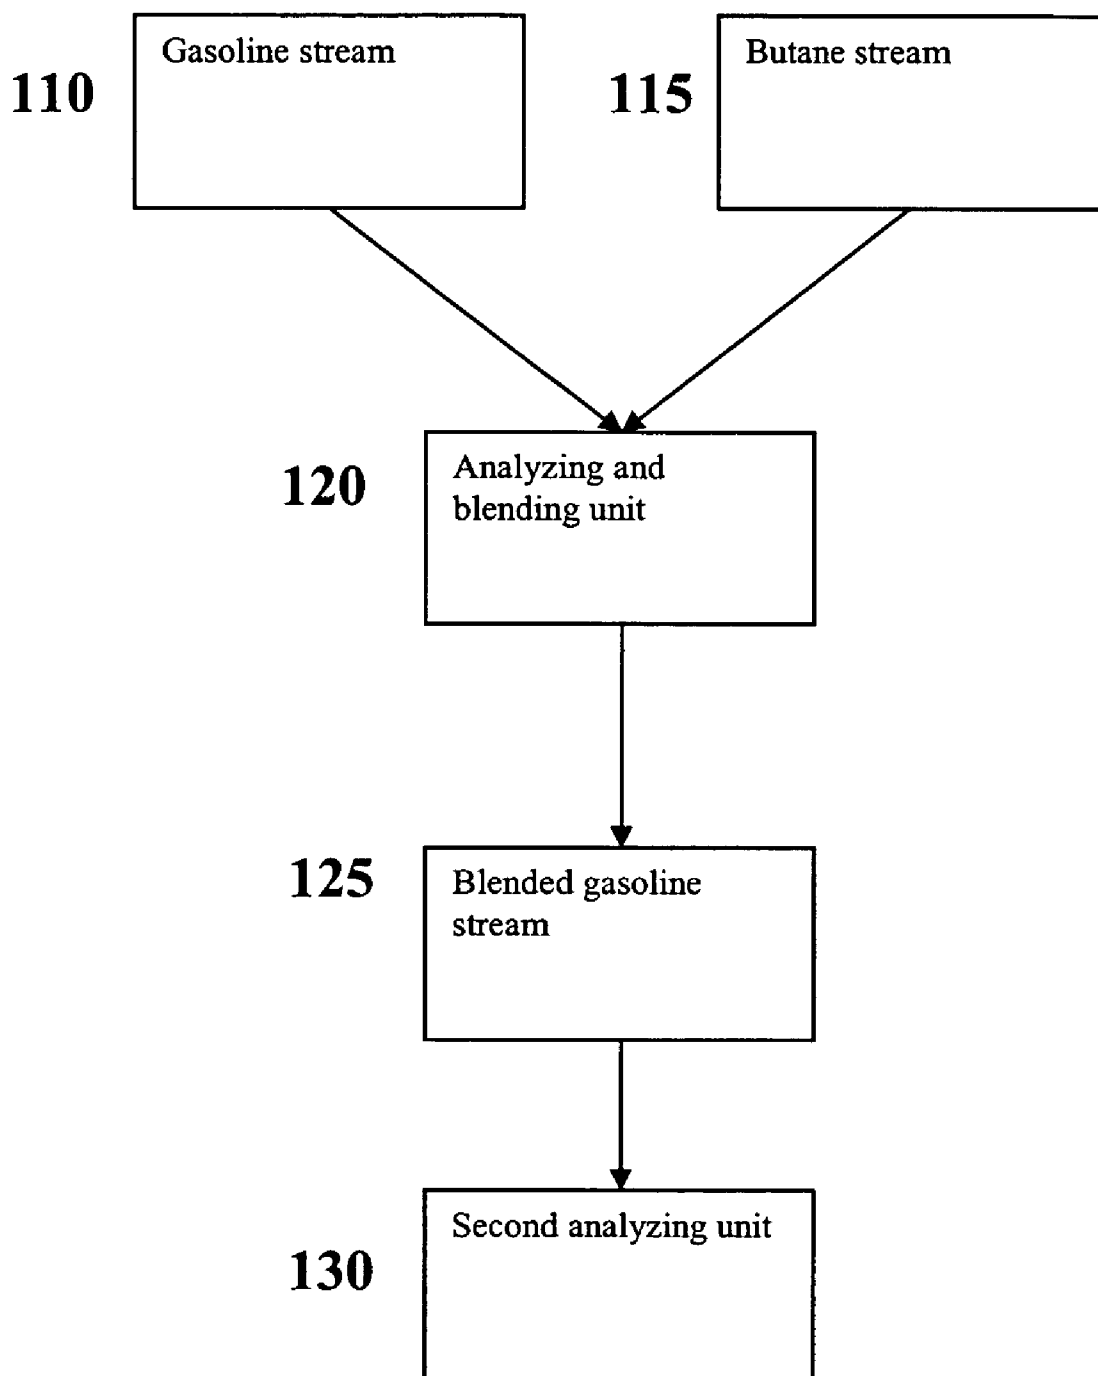 Gasoline stream
Butane stream
110
115
Analyzing and
blending unit
120
Blended gasoline
stream
125
Second analyzing unit
130